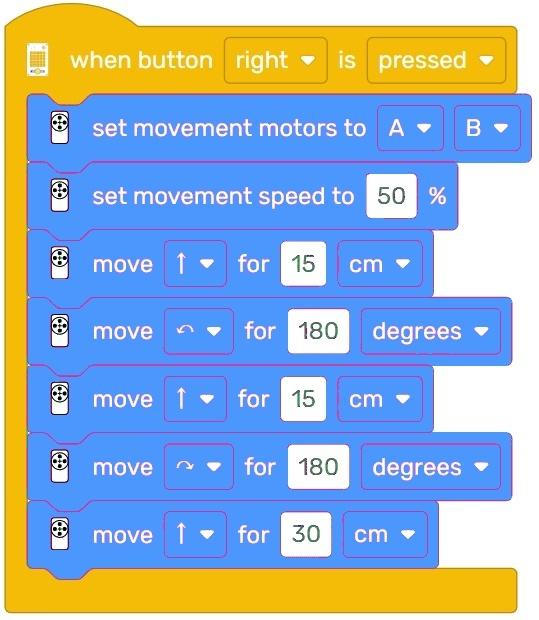 when button right is pressed
set movement motors to A B
set movement speed to 50 %
move ↑ for 15 cm
move ↶ for 180 degrees
move ↑ for 15 cm
move ↷ for 180 degrees
move ↑ for 30 cm